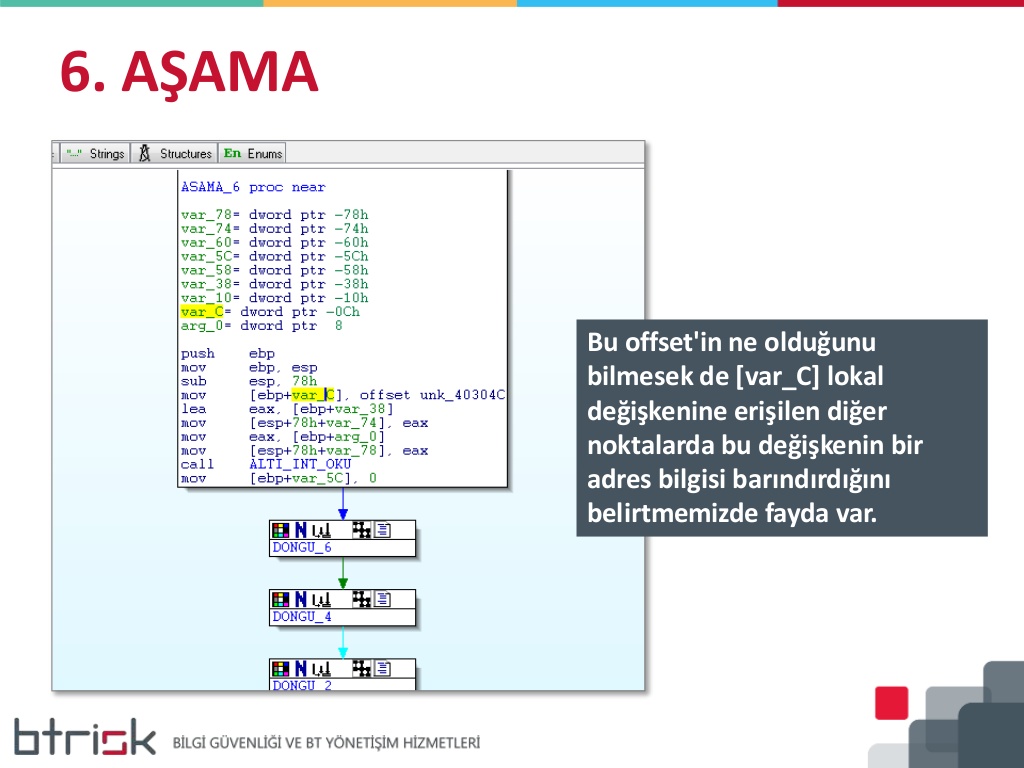 6. AŞAMA
"..." Strings Structures En Enums
ASAMA_6 proc near
var_78= dword ptr -78h
var_74= dword ptr -74h
var_60= dword ptr -60h
var_5C= dword ptr -5Ch
var_58= dword ptr -58h
var_38= dword ptr -38h
var_10= dword ptr -10h
var_C= dword ptr -0Ch
arg_0= dword ptr 8
push ebp
mov ebp, esp
sub esp, 78h
mov [ebp+var_C], offset unk_40304C
lea eax, [ebp+var_38]
mov [esp+78h+var_74], eax
mov eax, [ebp+arg_0]
mov [esp+78h+var_78], eax
call ALTI_INT_OKU
mov [ebp+var_5C], 0
DONGU_6
DONGU_4
DONGU_2
Bu offset'in ne olduğunu
bilmesek de [var_C] lokal
değişkenine erişilen diğer
noktalarda bu değişkenin bir
adres bilgisi barındırdığını
belirtmemizde fayda var.
btrisk BİLGİ GÜVENLİĞİ VE BT YÖNETİŞİM HİZMETLERİ